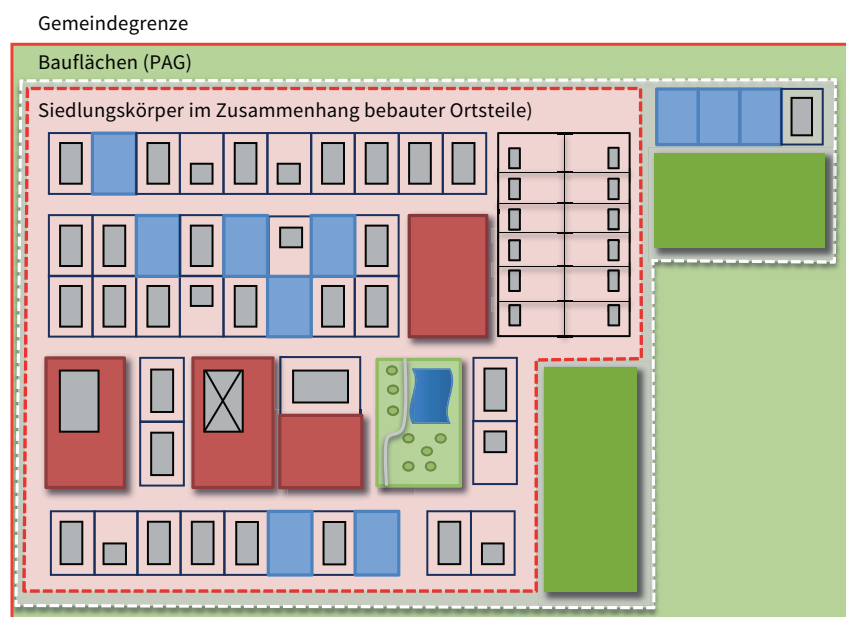 Gemeindegrenze
Bauflächen (PAG)
Siedlungskörper im Zusammenhang bebauter Ortsteile)